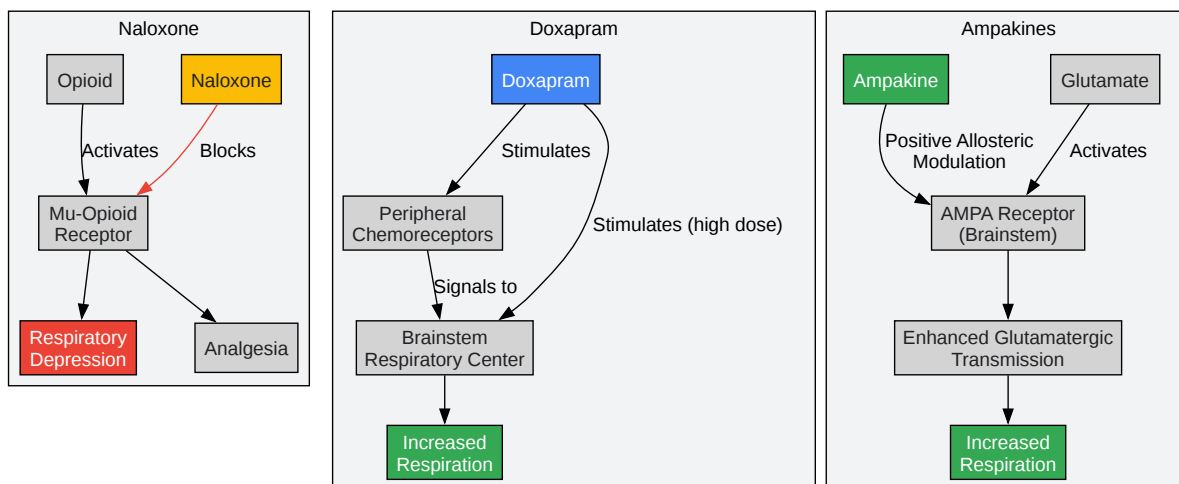 Naloxone
Opioid
Naloxone
Activates
Blocks
Mu-Opioid
Receptor
Respiratory
Depression
Analgesia
Doxapram
Doxapram
Stimulates
Peripheral
Chemoreceptors
Stimulates (high dose)
Signals to
Brainstem
Respiratory Center
Increased
Respiration
Ampakines
Ampakine
Glutamate
Positive Allosteric
Modulation
Activates
AMPA Receptor
(Brainstem)
Enhanced Glutamatergic
Transmission
Increased
Respiration